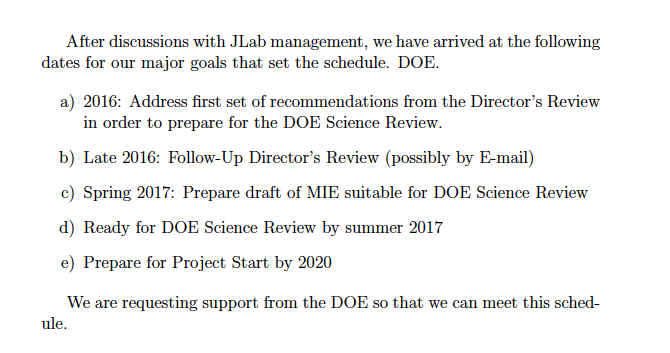 After discussions with JLab management, we have arrived at the following
dates for our major goals that set the schedule. DOE.
a) 2016: Address first set of recommendations from the Director's Review
in order to prepare for the DOE Science Review.
b) Late 2016: Follow-Up Director's Review (possibly by E-mail)
c) Spring 2017: Prepare draft of MIE suitable for DOE Science Review
d) Ready for DOE Science Review by summer 2017
e) Prepare for Project Start by 2020
We are requesting support from the DOE so that we can meet this sched-
ule.